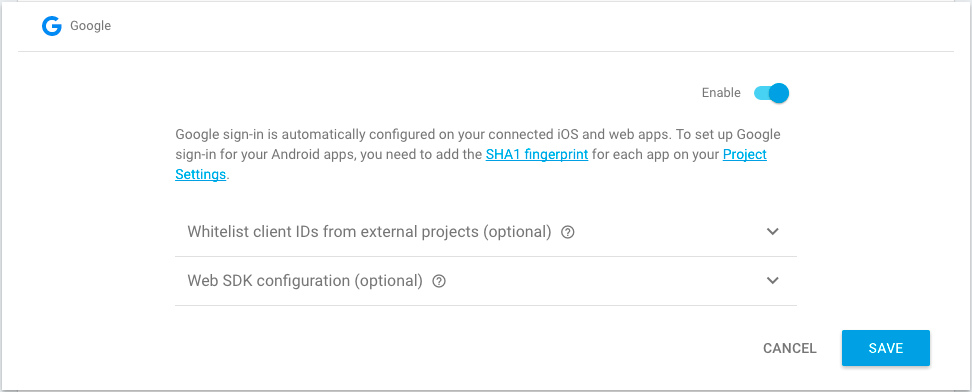 Google
Enable
Google sign-in is automatically configured on your connected iOS and web apps. To set up Google
sign-in for your Android apps, you need to add the SHA1 fingerprint for each app on your Project
Settings.
Whitelist client IDs from external projects (optional) ?
Web SDK configuration (optional) ?
CANCEL SAVE